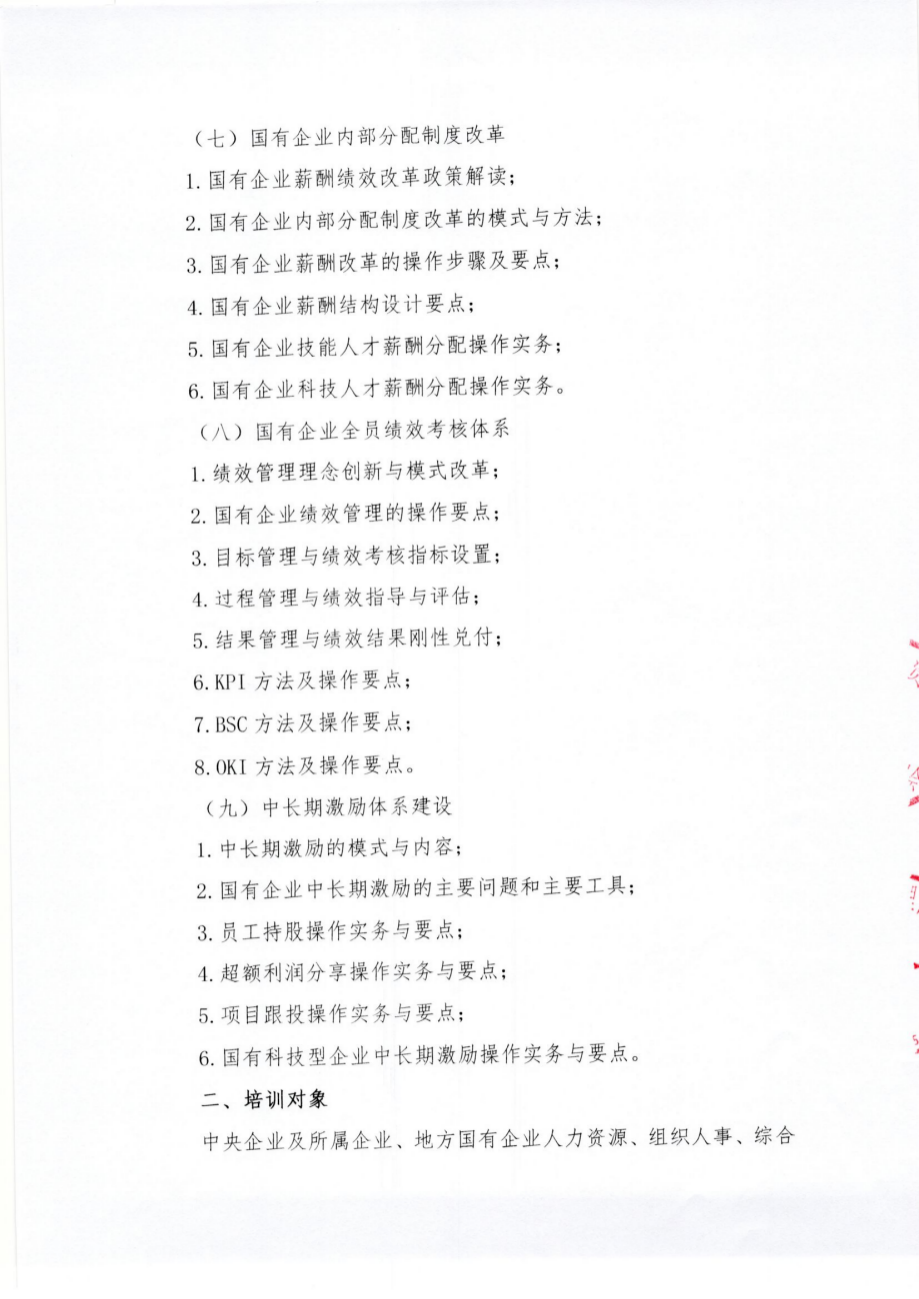 （七）国有企业内部分配制度改革
1.国有企业薪酬绩效改革政策解读；
2.国有企业内部分配制度改革的模式与方法；
3.国有企业薪酬改革的操作步骤及要点；
4.国有企业薪酬结构设计要点；
5.国有企业技能人才薪酬分配操作实务；
6.国有企业科技人才薪酬分配操作实务。
（八）国有企业全员绩效考核体系
1.绩效管理理念创新与模式改革；
2.国有企业绩效管理的操作要点；
3.目标管理与绩效考核指标设置；
4.过程管理与绩效指导与评估；
5.结果管理与绩效结果刚性兑付；
6.KPI 方法及操作要点；
7.BSC 方法及操作要点；
8.OKI 方法及操作要点。
（九）中长期激励体系建设
1.中长期激励的模式与内容；
2.国有企业中长期激励的主要问题和主要工具；
3.员工持股操作实务与要点；
4.超额利润分享操作实务与要点；
5.项目跟投操作实务与要点；
6.国有科技型企业中长期激励操作实务与要点。
二、培训对象
中央企业及所属企业、地方国有企业人力资源、组织人事、综合